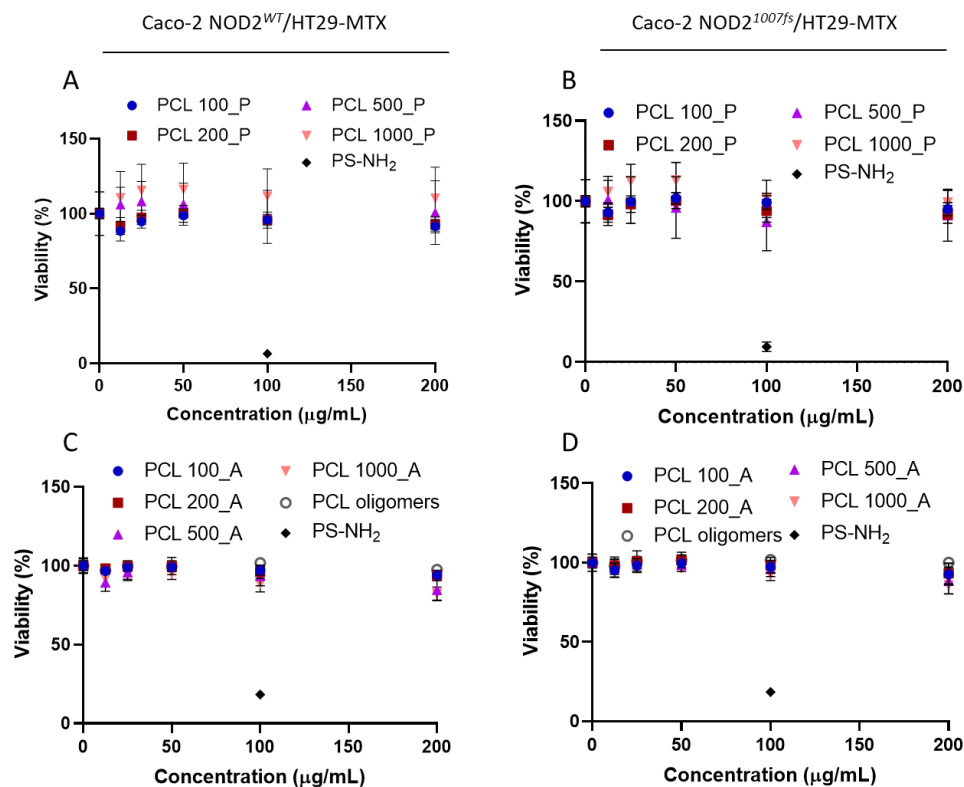 Caco-2 NOD2WT/HT29-MTX
Caco-2 NOD21007fs/HT29-MTX
A
PCL 100_P
PCL 500_P
PCL 200_P
PCL 1000_P
PS-NH2
150
100
50
0
Viability (%)
0
50
100
150
200
Concentration (µg/mL)
B
PCL 100_P
PCL 500_P
PCL 200_P
PCL 1000_P
PS-NH2
150
100
50
0
Viability (%)
0
50
100
150
200
Concentration (µg/mL)
C
PCL 100_A
PCL 1000_A
PCL 200_A
PCL oligomers
PCL 500_A
PS-NH2
150
100
50
0
Viability (%)
0
50
100
150
200
Concentration (µg/mL)
D
PCL 100_A
PCL 500_A
PCL 200_A
PCL 1000_A
PCL oligomers
PS-NH2
150
100
50
0
Viability (%)
0
50
100
150
200
Concentration (µg/mL)